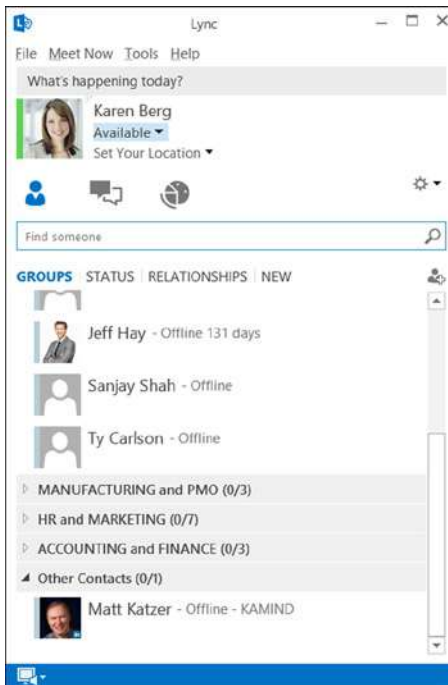 Lync
File Meet Now Tools Help
What's happening today?
Karen Berg
Available
Set Your Location
Find someone
GROUPS STATUS RELATIONSHIPS NEW
Jeff Hay - Offline 131 days
Sanjay Shah - Offline
Ty Carlson - Offline
MANUFACTURING and PMO (0/3)
HR and MARKETING (0/7)
ACCOUNTING and FINANCE (0/3)
Other Contacts (0/1)
Matt Katzer - Offline - KAMIND